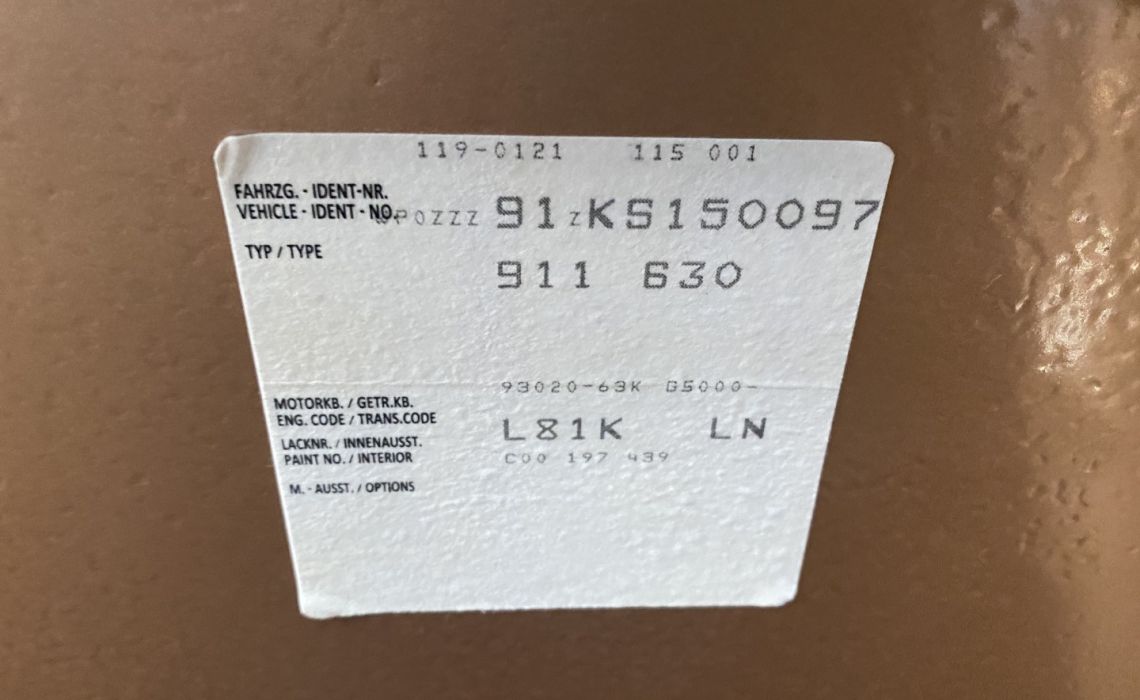 119-0121 115 001
FAHRZG. - IDENT-NR.
VEHICLE - IDENT - NO. WP0ZZZ 91ZKS150097
TYP / TYPE 911 630
93020-63K G5000-
MOTORKB. / GETR.KB.
ENG. CODE / TRANS.CODE L81K LN
LACKNR. / INNENAUSST.
PAINT NO. / INTERIOR C00 197 439
M. - AUSST. / OPTIONS